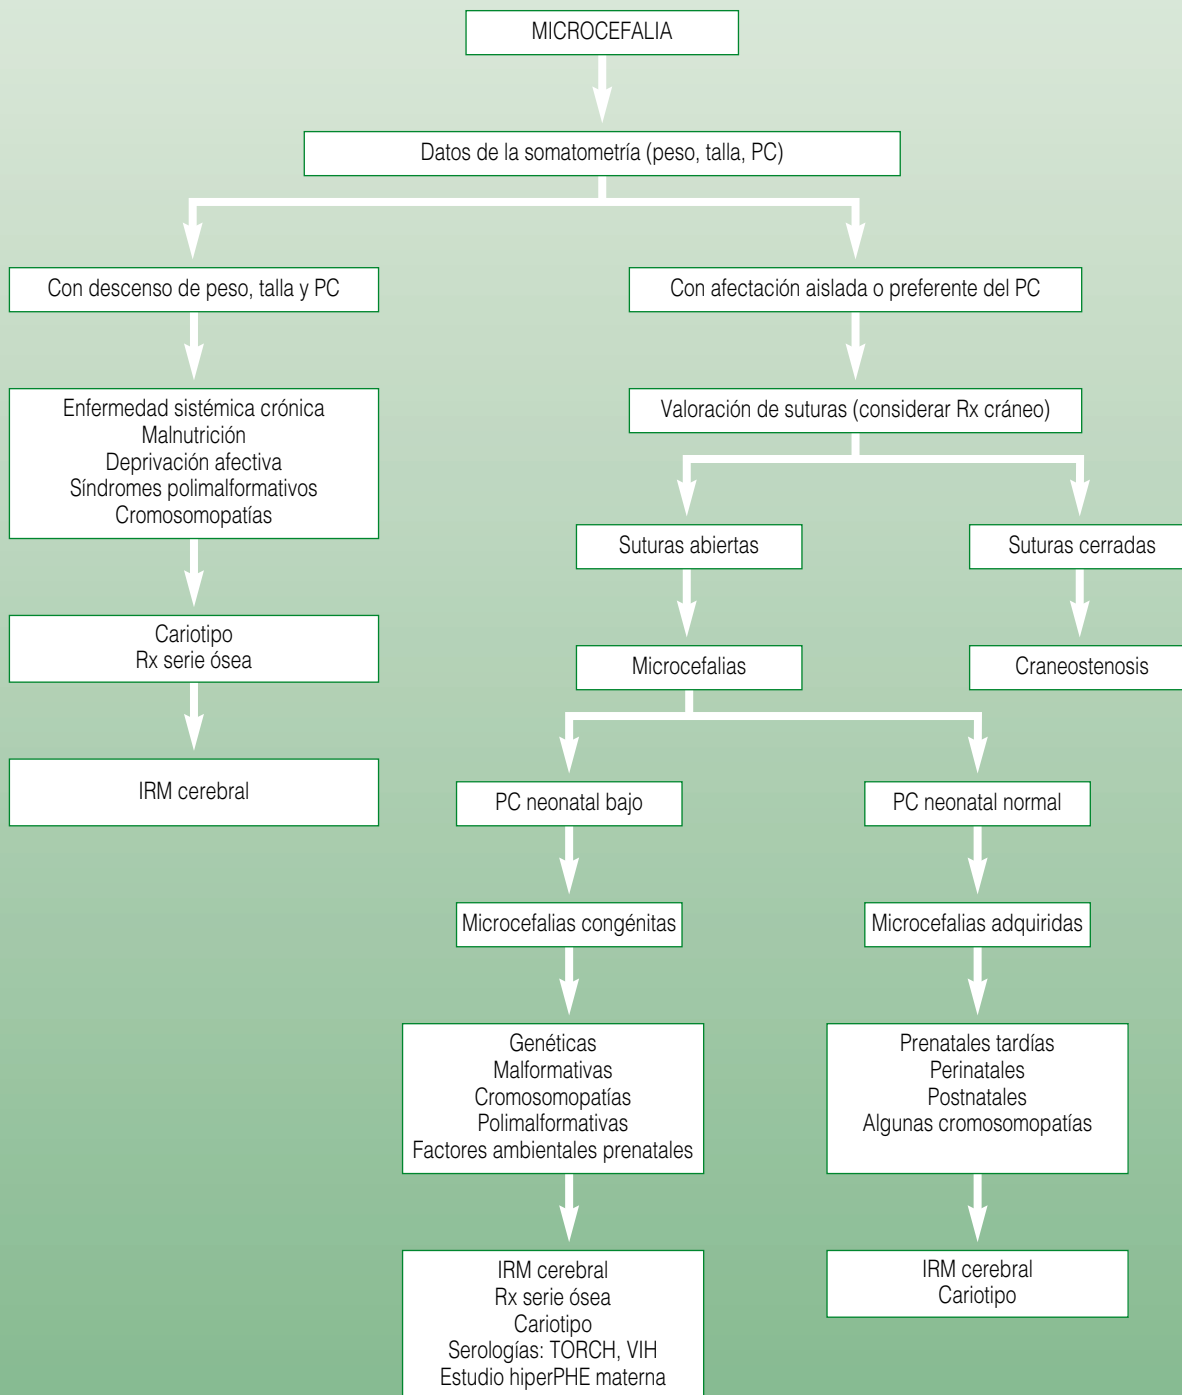 MICROCEFALIA
Datos de la somatometría (peso, talla, PC)
Con descenso de peso, talla y PC
Con afectación aislada o preferente del PC
Enfermedad sistémica crónica
Malnutrición
Deprivación afectiva
Síndromes polimalformativos
Cromosomopatías
Valoración de suturas (considerar Rx cráneo)
Suturas abiertas
Suturas cerradas
Cariotipo
Rx serie ósea
Microcefalias
Craneostenosis
IRM cerebral
PC neonatal bajo
PC neonatal normal
Microcefalias congénitas
Microcefalias adquiridas
Genéticas
Malformativas
Cromosomopatías
Polimalformativas
Factores ambientales prenatales
Prenatales tardías
Perinatales
Postnatales
Algunas cromosomopatías
IRM cerebral
Rx serie ósea
Cariotipo
Serologías: TORCH, VIH
Estudio hiperPHE materna
IRM cerebral
Cariotipo